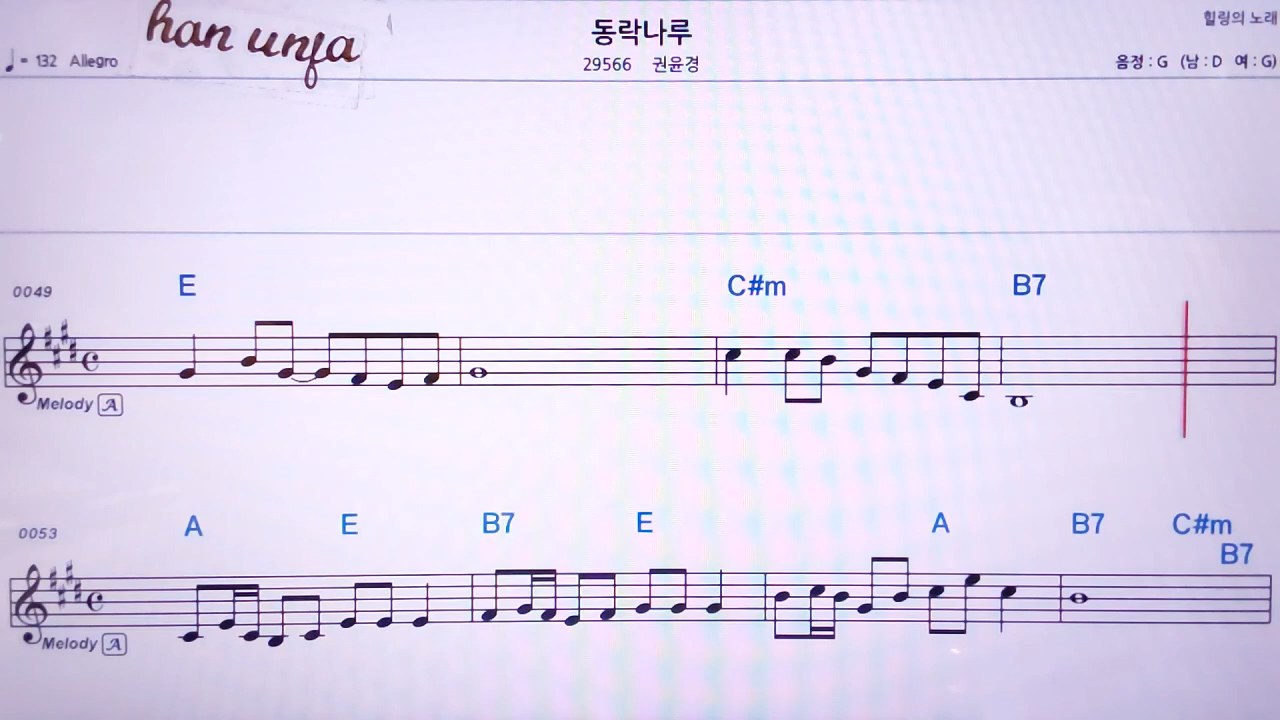 han unja
동락나루
힐링의 노래
♩= 132 Allegro
29566 권윤경
음정 : G (남 : D 여 : G)
0049
E C#m B7
Melody A
0053
A E B7 E A B7 C#m
B7
Melody A